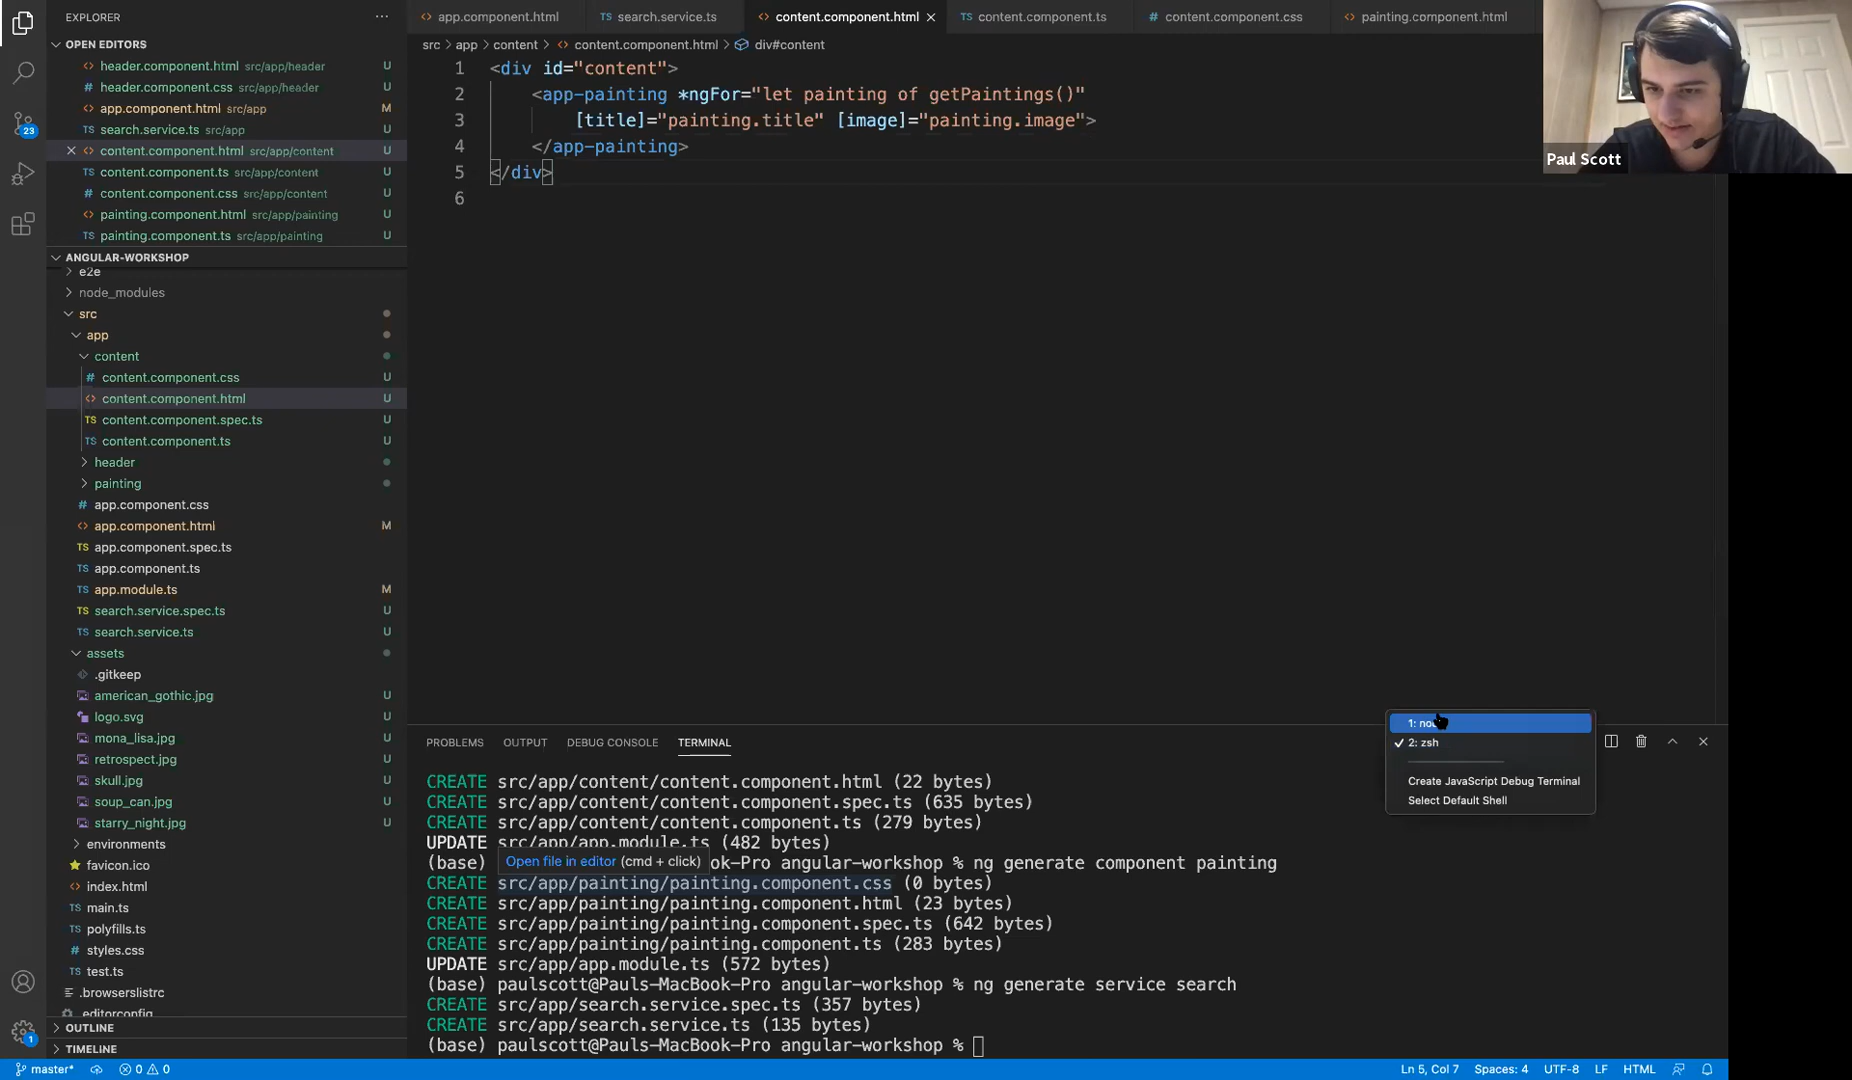 EXPLORER
...
app.component.html
search.service.ts
content.component.html
content.component.ts
content.component.css
painting.component.html
OPEN EDITORS
header.component.html src/app/header U
header.component.css src/app/header U
app.component.html src/app M
search.service.ts src/app U
content.component.html src/app/content U
content.component.ts src/app/content U
content.component.css src/app/content U
painting.component.html src/app/painting U
painting.component.ts src/app/painting U
23
src > app > content > content.component.html > div#content
1 <div id="content">
2 <app-painting *ngFor="let painting of getPaintings()"
3 [title]="painting.title" [image]="painting.image">
4 </app-painting>
5 </div>
6
Paul Scott
ANGULAR-WORKSHOP
e2e
node_modules
src
app
content
content.component.css U
content.component.html U
content.component.spec.ts U
content.component.ts U
header
painting
app.component.css
app.component.html M
app.component.spec.ts
app.component.ts
app.module.ts M
search.service.spec.ts U
search.service.ts U
assets
.gitkeep
american_gothic.jpg U
logo.svg U
mona_lisa.jpg U
retrospect.jpg U
skull.jpg U
soup_can.jpg U
starry_night.jpg U
environments
favicon.ico
index.html
main.ts
polyfills.ts
styles.css
test.ts
.browserslistrc
.editorconfig
OUTLINE
TIMELINE
1
PROBLEMS OUTPUT DEBUG CONSOLE TERMINAL
1:
2: zsh
Create JavaScript Debug Terminal
Select Default Shell
CREATE src/app/content/content.component.html (22 bytes)
CREATE src/app/content/content.component.spec.ts (635 bytes)
CREATE src/app/content/content.component.ts (279 bytes)
UPDATE src/app/app.module.ts (482 bytes)
Open file in editor (cmd + click)
(base) ook-Pro angular-workshop % ng generate component painting
CREATE src/app/painting/painting.component.css (0 bytes)
CREATE src/app/painting/painting.component.html (23 bytes)
CREATE src/app/painting/painting.component.spec.ts (642 bytes)
CREATE src/app/painting/painting.component.ts (283 bytes)
UPDATE src/app/app.module.ts (572 bytes)
(base) paulscott@Pauls-MacBook-Pro angular-workshop % ng generate service search
CREATE src/app/search.service.spec.ts (357 bytes)
CREATE src/app/search.service.ts (135 bytes)
(base) paulscott@Pauls-MacBook-Pro angular-workshop %
master* 0 0
Ln 5, Col 7 Spaces: 4 UTF-8 LF HTML